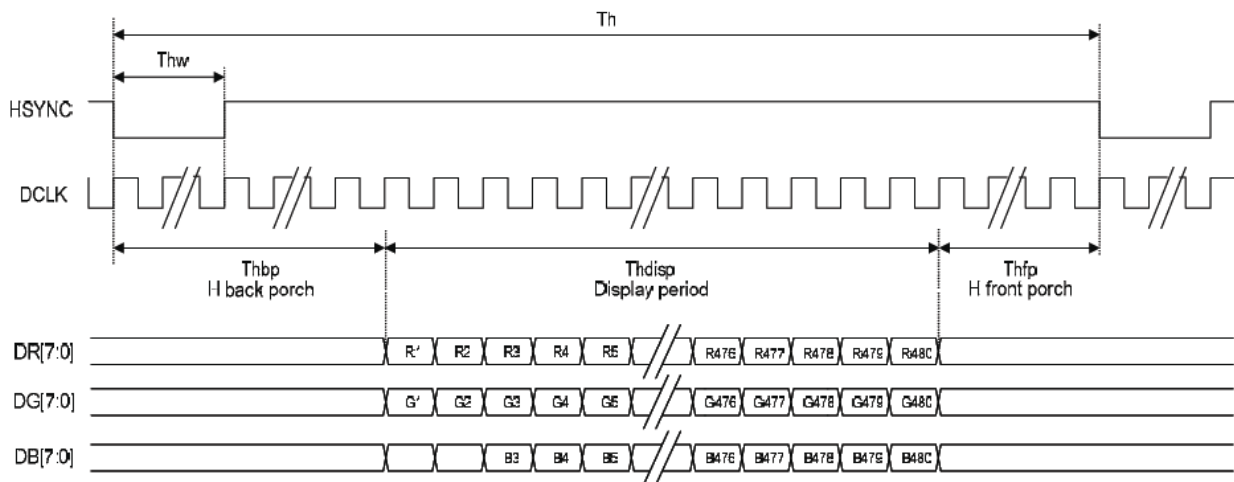 Th
Thw
HSYNC
DCLK
Thbp
H back porch
Thdisp
Display period
Thfp
H front porch
DR[7:0] R1 R2 R3 R4 R5 R476 R477 R478 R479 R480
DG[7:0] G1 G2 G3 G4 G5 G476 G477 G478 G479 G480
DB[7:0] B3 B4 B5 B476 B477 B478 B479 B480